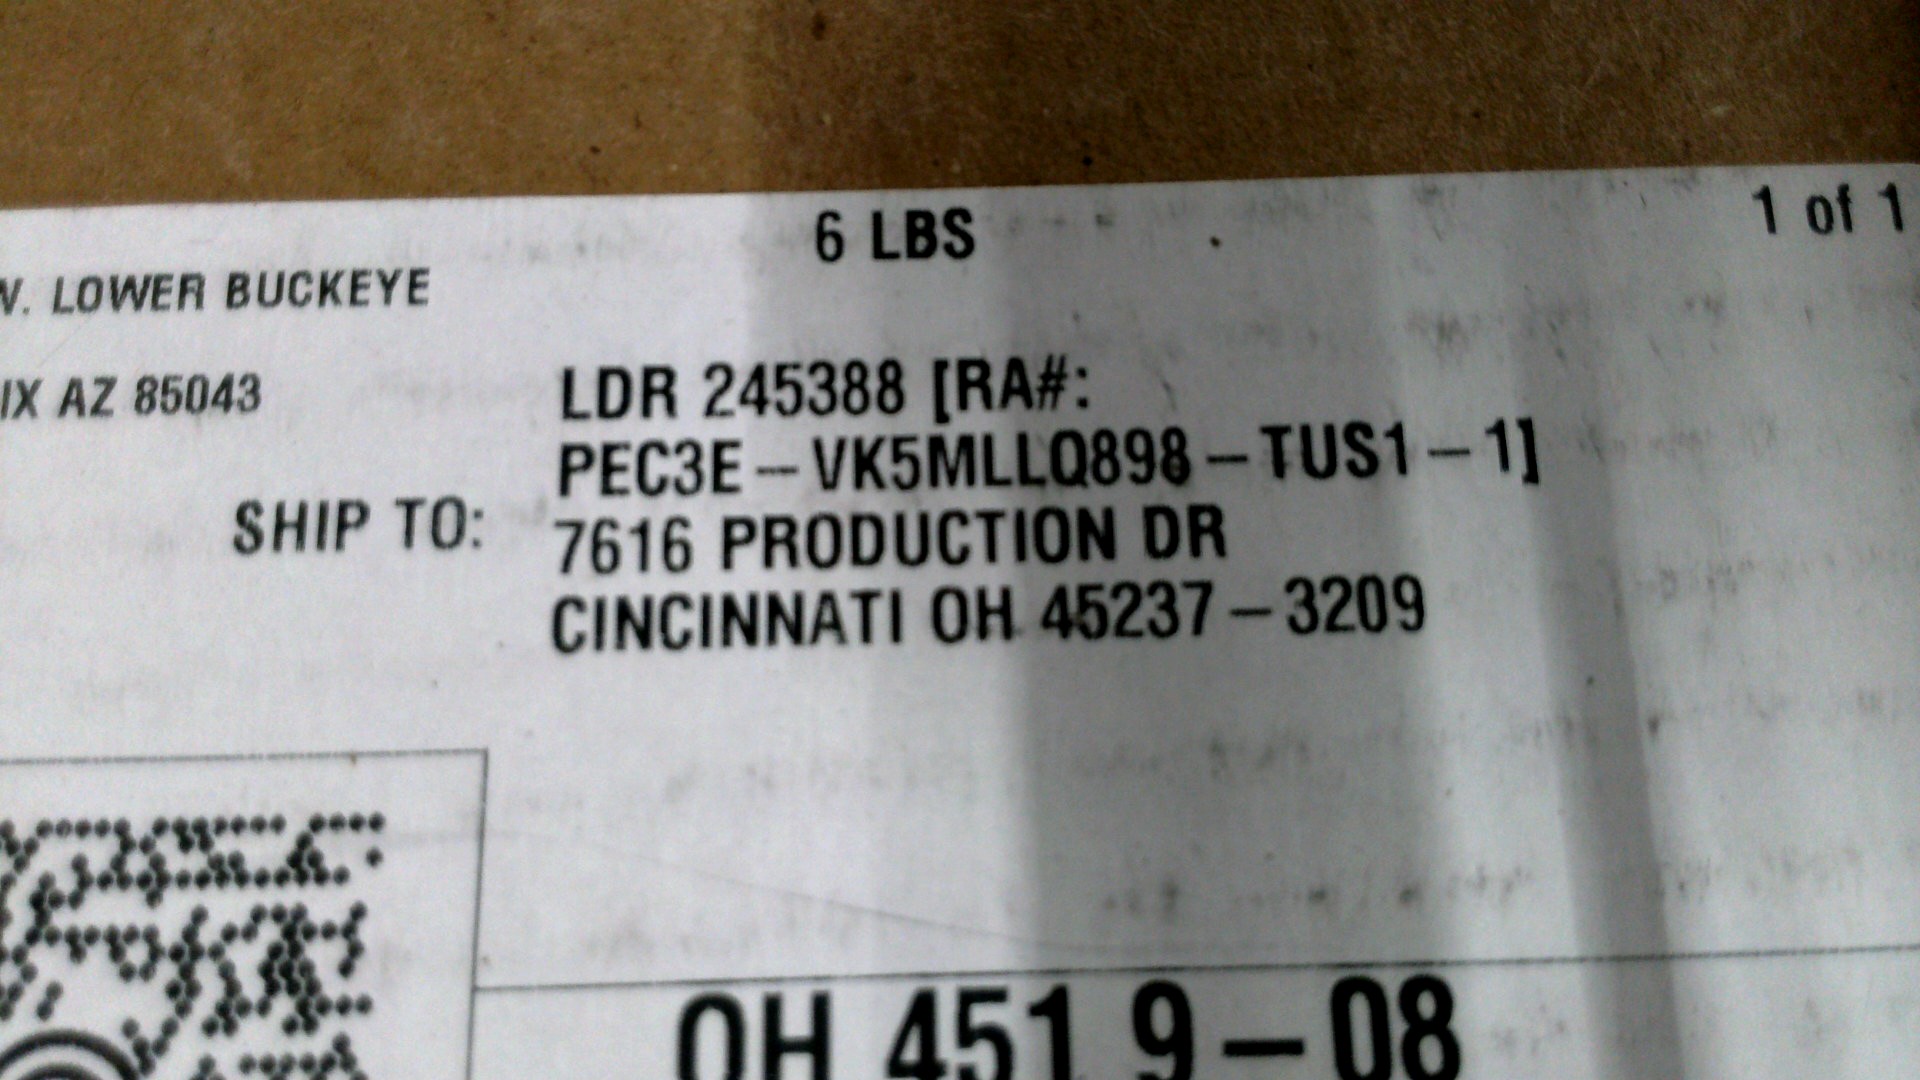 6 LBS
1 of 1
W. LOWER BUCKEYE
IX AZ 85043
LDR 245388 [RA#:
PEC3E-VK5MLLQ898-TUS1-1]
SHIP TO:
7616 PRODUCTION DR
CINCINNATI OH 45237-3209
OH 451 9-08